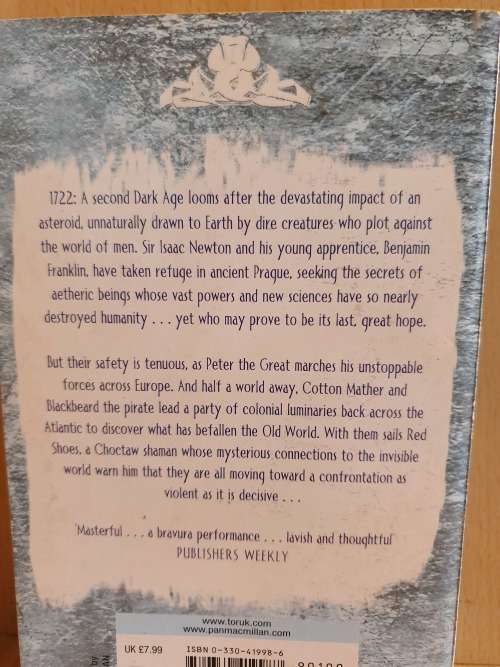 1722: A second Dark Age looms after the devastating impact of an
asteroid, unnaturally drawn to Earth by dire creatures who plot against
the world of men. Sir Isaac Newton and his young apprentice, Benjamin
Franklin, have taken refuge in ancient Prague, seeking the secrets of
aetheric beings whose vast powers and new sciences have so nearly
destroyed humanity . . . yet who may prove to be its last, great hope.
But their safety is tenuous, as Peter the Great marches his unstoppable
forces across Europe. And half a world away, Cotton Mather and
Blackbeard the pirate lead a party of colonial luminaries back across the
Atlantic to discover what has befallen the Old World. With them sails Red
Shoes, a Choctaw shaman whose mysterious connections to the invisible
world warn him that they are all moving toward a confrontation as
violent as it is decisive . . .
'Masterful . . . a bravura performance . . . lavish and thoughtful'
PUBLISHERS WEEKLY
www.toruk.com
www.panmacmillan.com
UK £7.99
ISBN 0-330-41998-6
by